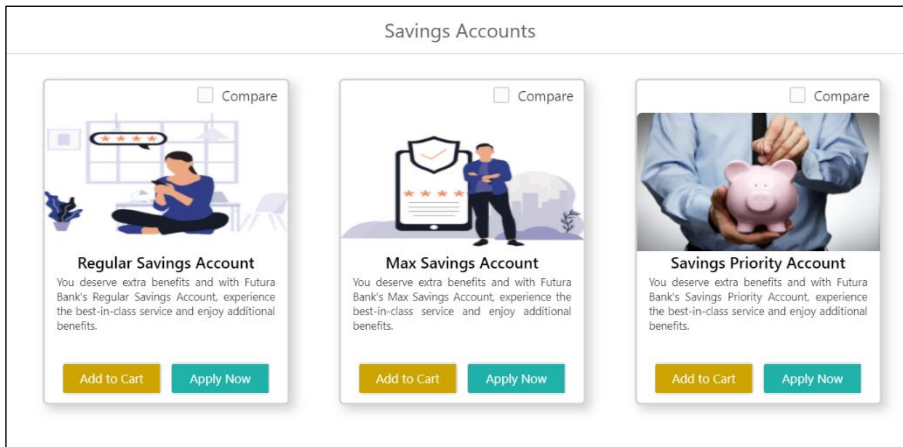 Savings Accounts
Compare
Regular Savings Account
You deserve extra benefits and with Futura
Bank's Regular Savings Account, experience
the best-in-class service and enjoy additional
benefits.
Add to Cart
Apply Now
Compare
Max Savings Account
You deserve extra benefits and with Futura
Bank's Max Savings Account, experience the
best-in-class service and enjoy additional
benefits.
Add to Cart
Apply Now
Compare
Savings Priority Account
You deserve extra benefits and with Futura
Bank's Savings Priority Account, experience
the best-in-class service and enjoy additional
benefits.
Add to Cart
Apply Now